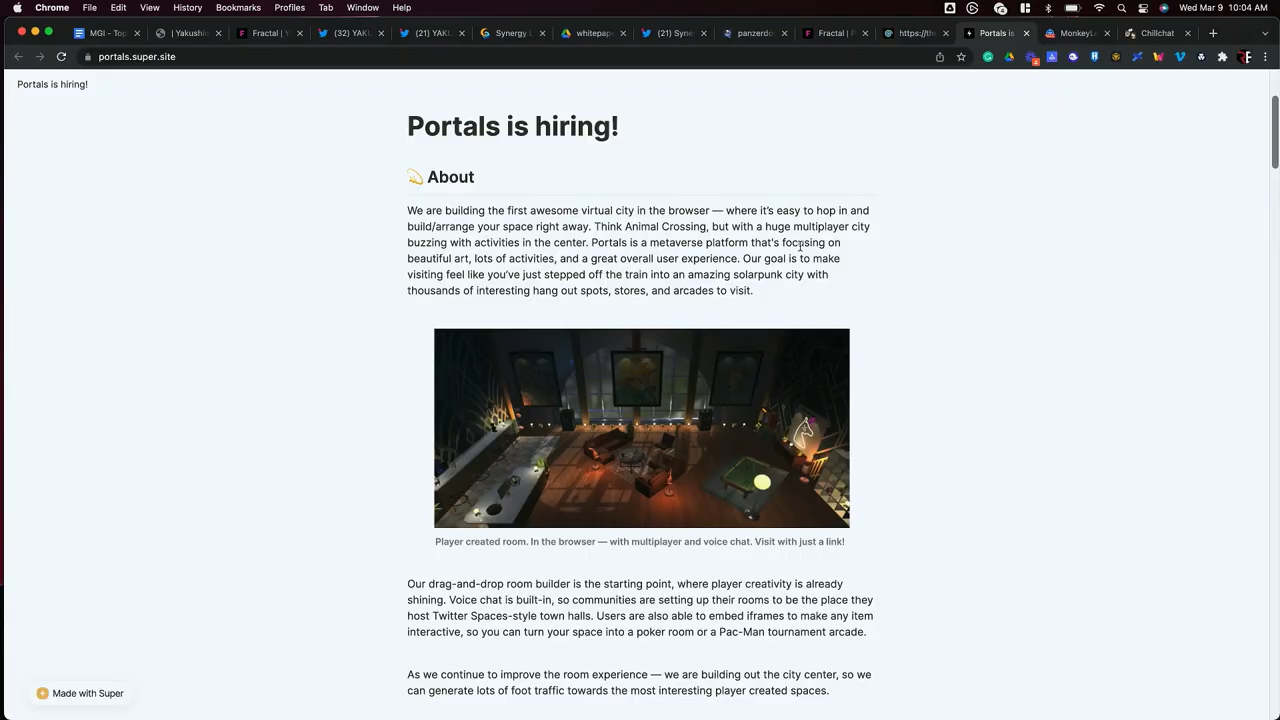 Chrome File Edit View History Bookmarks Profiles Tab Window Help Wed Mar 9 10:04 AM
MGI - Top Yakushi Fractal | Y (32) YAK (21) YAKU Synergy L whitepape (21) Syne panzerdo Fractal | F https://the Portals is MonkeyLe Chillchat
portals.super.site
Portals is hiring!
Portals is hiring!
💫 About
We are building the first awesome virtual city in the browser — where it's easy to hop in and
build/arrange your space right away. Think Animal Crossing, but with a huge multiplayer city
buzzing with activities in the center. Portals is a metaverse platform that's focusing on
beautiful art, lots of activities, and a great overall user experience. Our goal is to make
visiting feel like you've just stepped off the train into an amazing solarpunk city with
thousands of interesting hang out spots, stores, and arcades to visit.
Player created room. In the browser — with multiplayer and voice chat. Visit with just a link!
Our drag-and-drop room builder is the starting point, where player creativity is already
shining. Voice chat is built-in, so communities are setting up their rooms to be the place they
host Twitter Spaces-style town halls. Users are also able to embed iframes to make any item
interactive, so you can turn your space into a poker room or a Pac-Man tournament arcade.
As we continue to improve the room experience — we are building out the city center, so we
can generate lots of foot traffic towards the most interesting player created spaces.
Made with Super